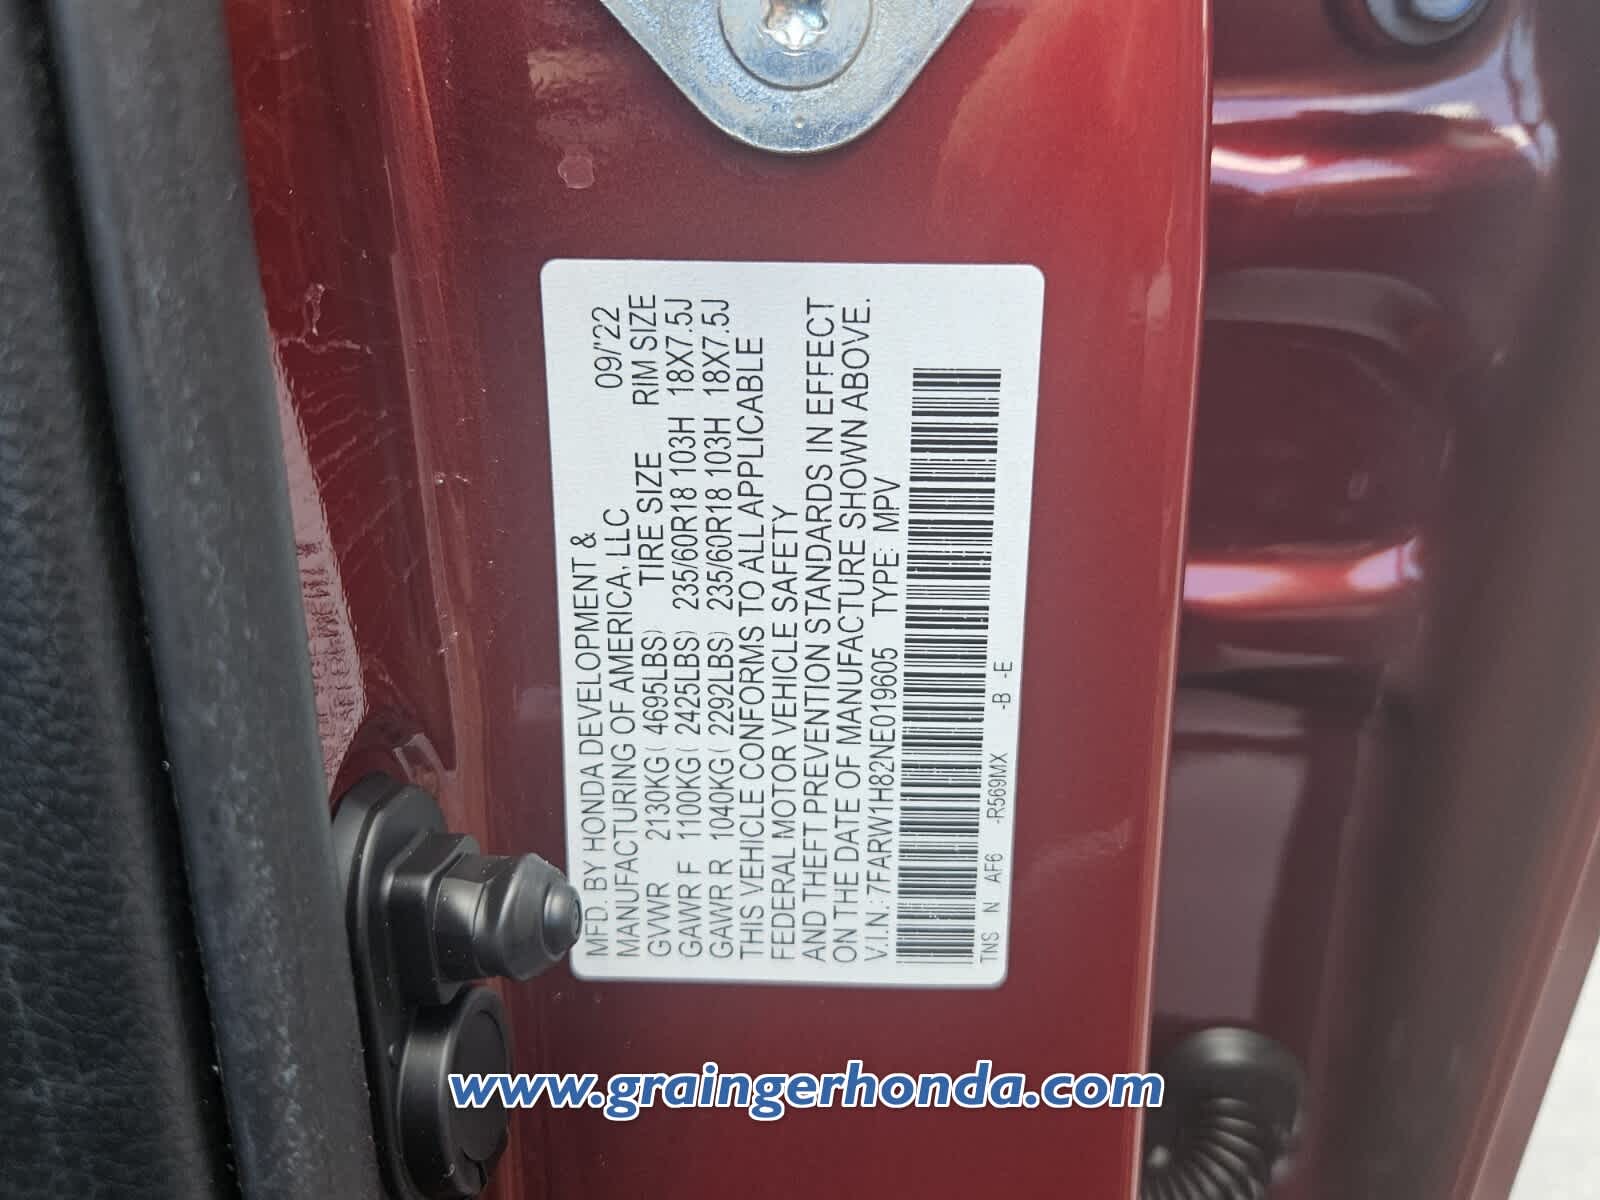 MFD. BY HONDA DEVELOPMENT &
MANUFACTURING OF AMERICA, LLC 09/'22
GVWR 2130KG( 4695LBS) TIRE SIZE RIM SIZE
GAWR F 1100KG( 2425LBS) 235/60R18 103H 18X7.5J
GAWR R 1040KG( 2292LBS) 235/60R18 103H 18X7.5J
THIS VEHICLE CONFORMS TO ALL APPLICABLE
FEDERAL MOTOR VEHICLE SAFETY
AND THEFT PREVENTION STANDARDS IN EFFECT
ON THE DATE OF MANUFACTURE SHOWN ABOVE.
V.I.N.: 7FARW1H82NE019605 TYPE: MPV
TNS N AF6 -R569MX -B -E
www.graingerhonda.com